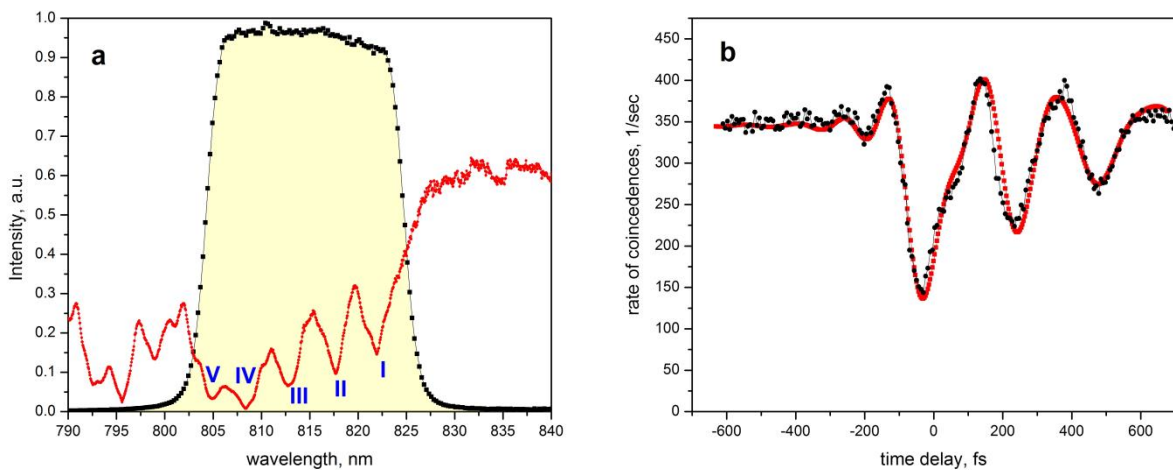 a
1.0
0.9
0.8
0.7
0.6
0.5
0.4
0.3
0.2
0.1
0.0
Intensity, a.u.
V IV III II I
790 795 800 805 810 815 820 825 830 835 840
wavelength, nm
b
450
400
350
300
250
200
150
100
50
0
rate of coincedences, 1/sec
-600 -400 -200 0 200 400 600
time delay, fs